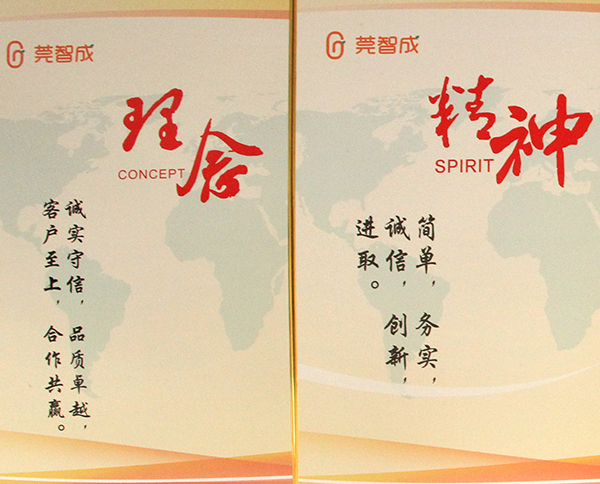 莞智成
理念
CONCEPT
诚实守信，品质卓越，
客户至上，合作共赢。
莞智成
精神
SPIRIT
简单，务实，
诚信，创新，
进取。